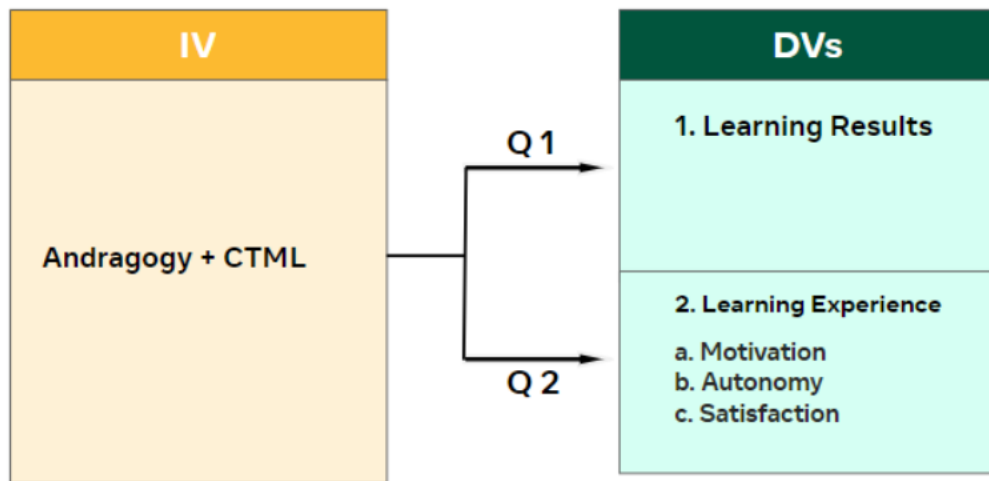 IV
DVs
Andragogy + CTML
Q 1
Q 2
1. Learning Results
2. Learning Experience
a. Motivation
b. Autonomy
c. Satisfaction